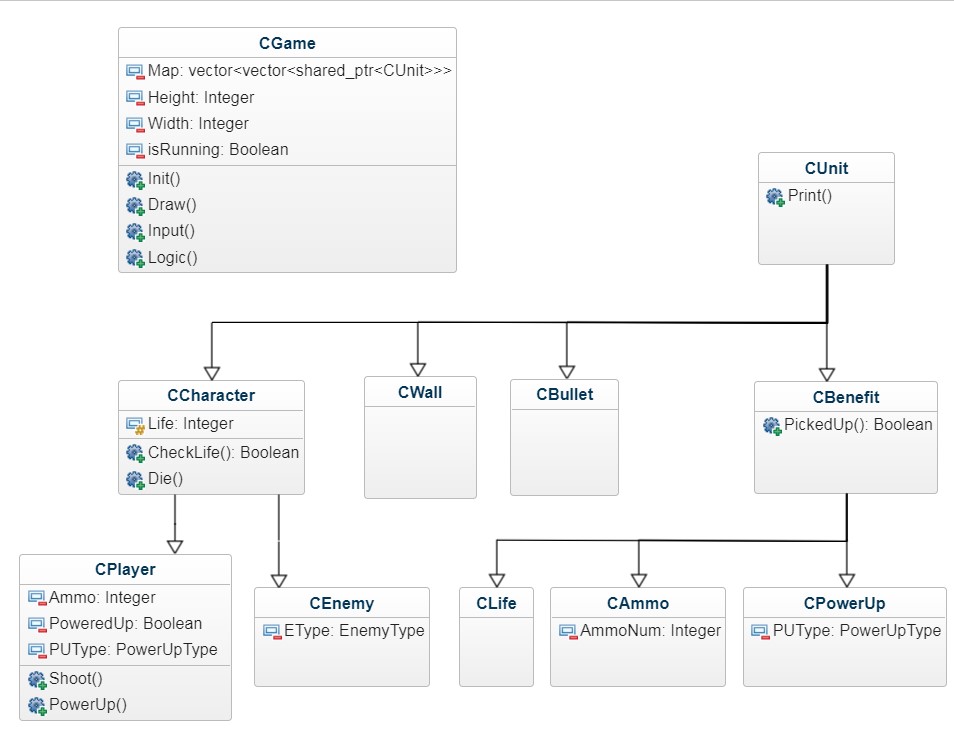 CGame
Map: vector<vector<shared_ptr<CUnit>>>
Height: Integer
Width: Integer
isRunning: Boolean
Init()
Draw()
Input()
Logic()
CUnit
Print()
CCharacter
Life: Integer
CheckLife(): Boolean
Die()
CWall
CBullet
CBenefit
PickedUp(): Boolean
CPlayer
Ammo: Integer
PoweredUp: Boolean
PUType: PowerUpType
Shoot()
PowerUp()
CEnemy
EType: EnemyType
CLife
CAmmo
AmmoNum: Integer
CPowerUp
PUType: PowerUpType